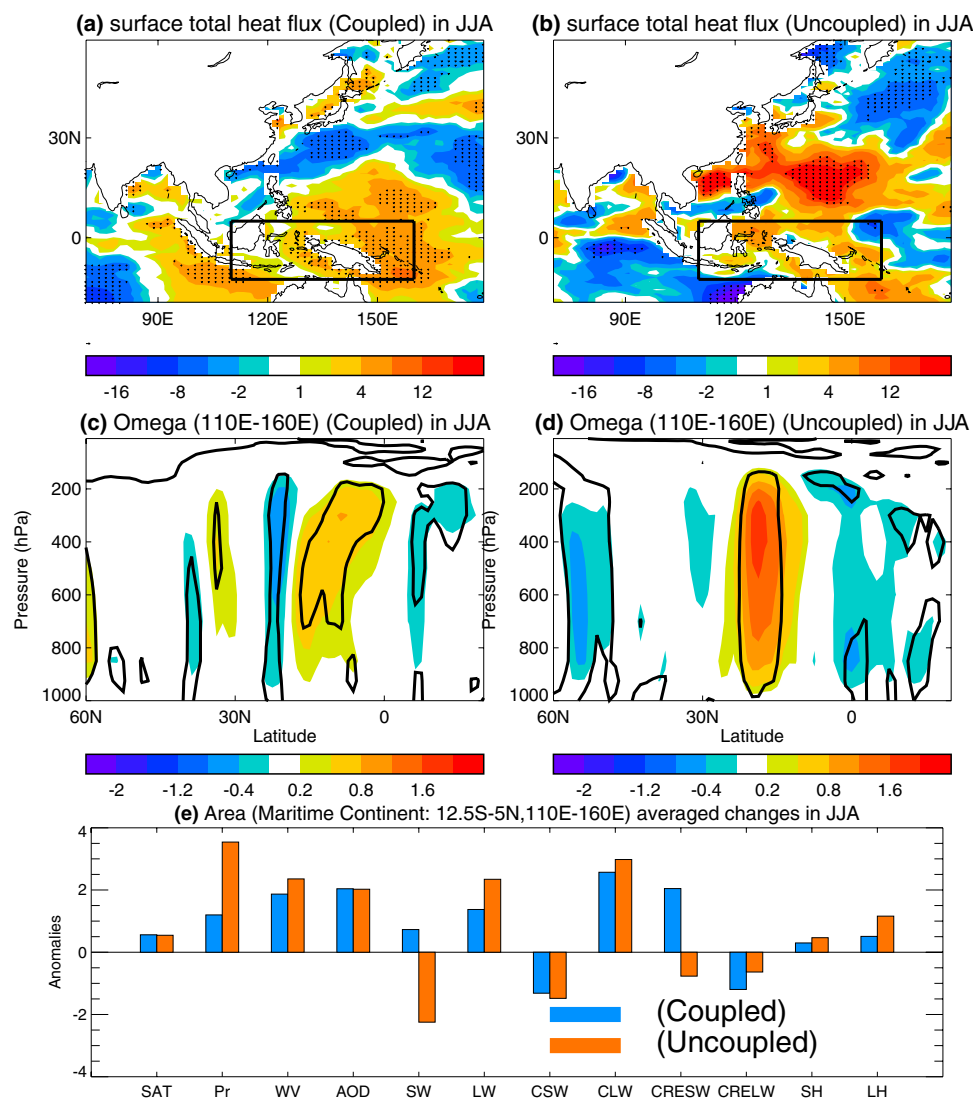 (a) surface total heat flux (Coupled) in JJA
(b) surface total heat flux (Uncoupled) in JJA
30N
0
90E 120E 150E
30N
0
90E 120E 150E
-16 -8 -2 1 4 12
-16 -8 -2 1 4 12
(c) Omega (110E-160E) (Coupled) in JJA
(d) Omega (110E-160E) (Uncoupled) in JJA
Pressure (hPa)
200
400
600
800
1000
60N 30N 0
Latitude
Pressure (hPa)
200
400
600
800
1000
60N 30N 0
Latitude
-2 -1.2 -0.4 0.2 0.8 1.6
-2 -1.2 -0.4 0.2 0.8 1.6
(e) Area (Maritime Continent: 12.5S-5N,110E-160E) averaged changes in JJA
Anomalies
4
2
0
-2
-4
(Coupled)
(Uncoupled)
SAT Pr WV AOD SW LW CSW CLW CRESW CRELW SH LH